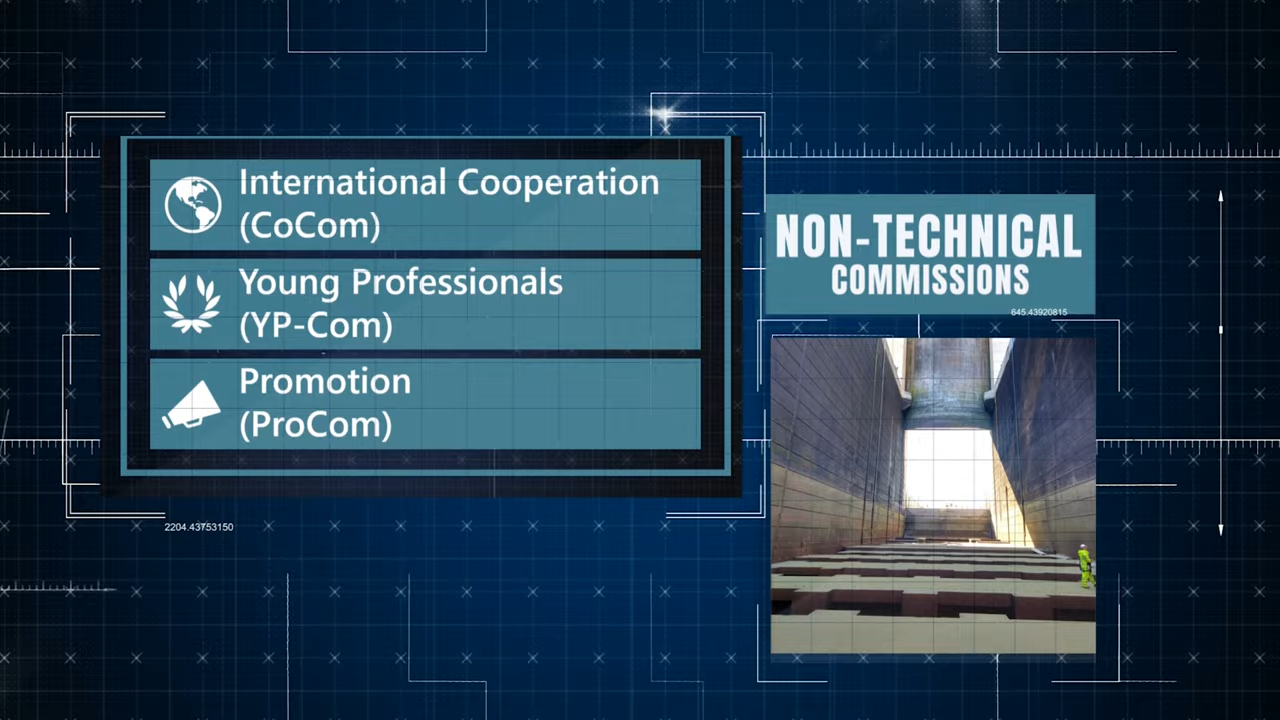 International Cooperation
(CoCom)
Young Professionals
(YP-Com)
Promotion
(ProCom)
NON-TECHNICAL
COMMISSIONS
645.43920815
2204.43753150